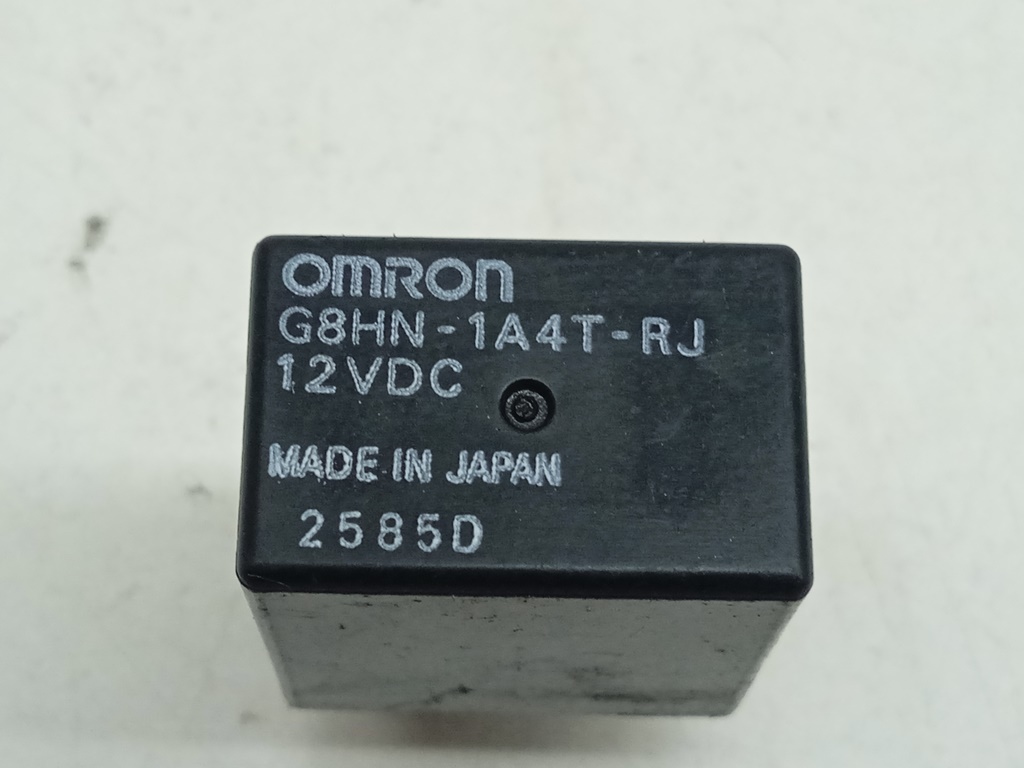 OMRON
G8HN-1A4T-RJ
12VDC
MADE IN JAPAN
2585D